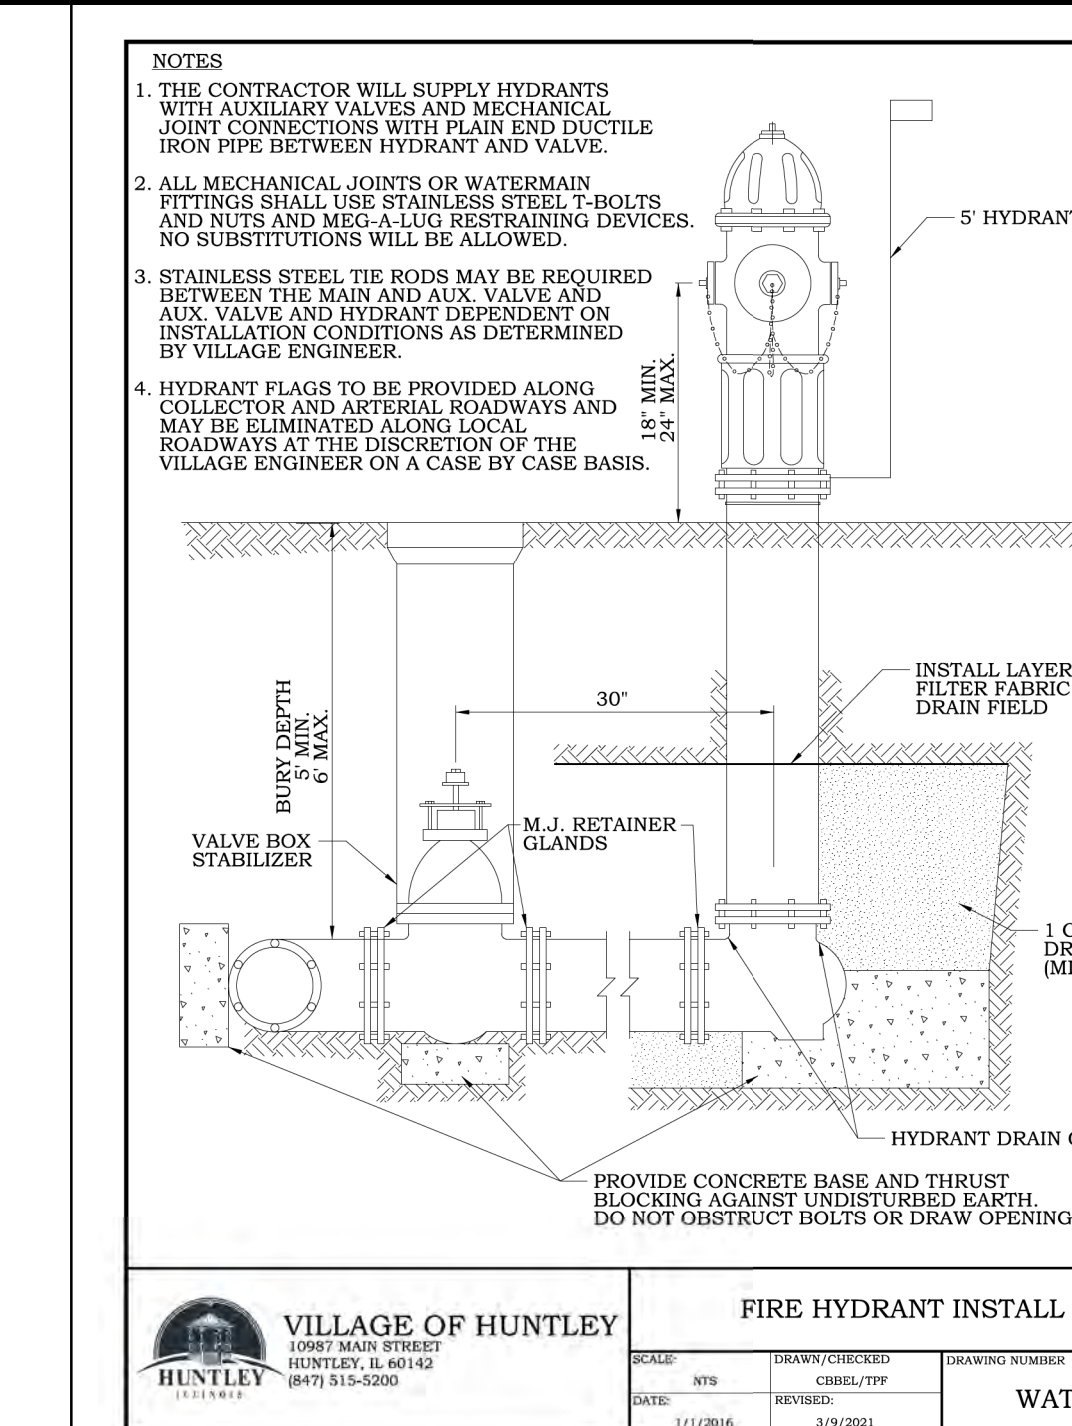 NOTES
1. THE CONTRACTOR WILL SUPPLY HYDRANTS
WITH AUXILIARY VALVES AND MECHANICAL
JOINT CONNECTIONS WITH PLAIN END DUCTILE
IRON PIPE BETWEEN HYDRANT AND VALVE.
2. ALL MECHANICAL JOINTS OR WATERMAIN
FITTINGS SHALL USE STAINLESS STEEL T-BOLTS
AND NUTS AND MEG-A-LUG RESTRAINING DEVICES.
NO SUBSTITUTIONS WILL BE ALLOWED.
3. STAINLESS STEEL TIE RODS MAY BE REQUIRED
BETWEEN THE MAIN AND AUX. VALVE AND
AUX. VALVE AND HYDRANT DEPENDENT ON
INSTALLATION CONDITIONS AS DETERMINED
BY VILLAGE ENGINEER.
4. HYDRANT FLAGS TO BE PROVIDED ALONG
COLLECTOR AND ARTERIAL ROADWAYS AND
MAY BE ELIMINATED ALONG LOCAL
ROADWAYS AT THE DISCRETION OF THE
VILLAGE ENGINEER ON A CASE BY CASE BASIS.
5' HYDRANT
18" MIN.
24" MAX.
INSTALL LAYER
FILTER FABRIC
DRAIN FIELD
30"
BURY DEPTH
5' MIN.
6' MAX.
M.J. RETAINER
GLANDS
VALVE BOX
STABILIZER
1 C
DR
(MI
HYDRANT DRAIN
PROVIDE CONCRETE BASE AND THRUST
BLOCKING AGAINST UNDISTURBED EARTH.
DO NOT OBSTRUCT BOLTS OR DRAW OPENING
HUNTLEY
ILLINOIS
VILLAGE OF HUNTLEY
10987 MAIN STREET
HUNTLEY, IL 60142
(847) 515-5200
FIRE HYDRANT INSTALL
SCALE:
NTS
DRAWN/CHECKED
CBBEL/TPF
DRAWING NUMBER
WAT
DATE:
1/1/2016
REVISED:
3/9/2021